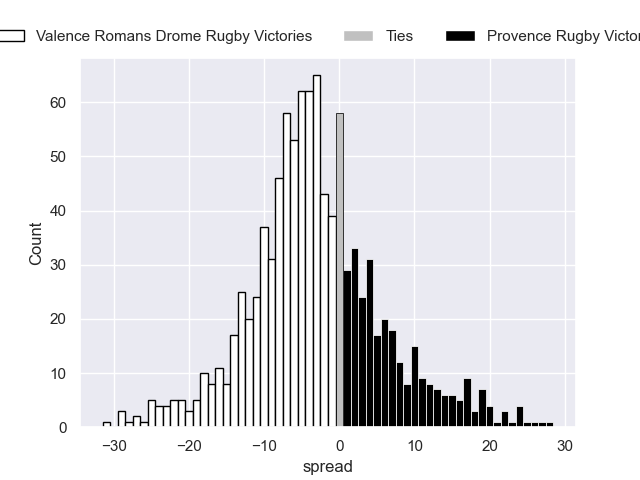 Valence Romans Drome Rugby Victories Ties Provence Rugby Victor
60
50
40
30
20
10
0
Count
−30 −20 −10 0 10 20 30
spread